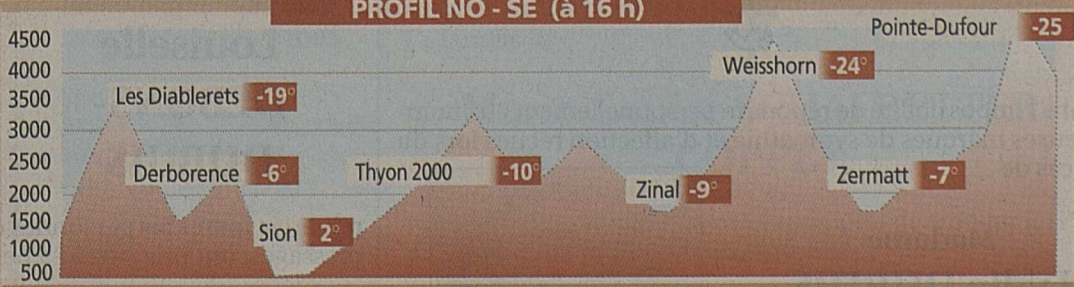 PROFIL NO - SE (à 16 h)
Pointe-Dufour -25
4500
Weisshorn -24°
4000
Les Diablerets -19°
3500
3000
Derborence -6°
Thyon 2000 -10°
2500
Zinal -9°
Zermatt -7°
2000
1500
Sion 2°
1000
500